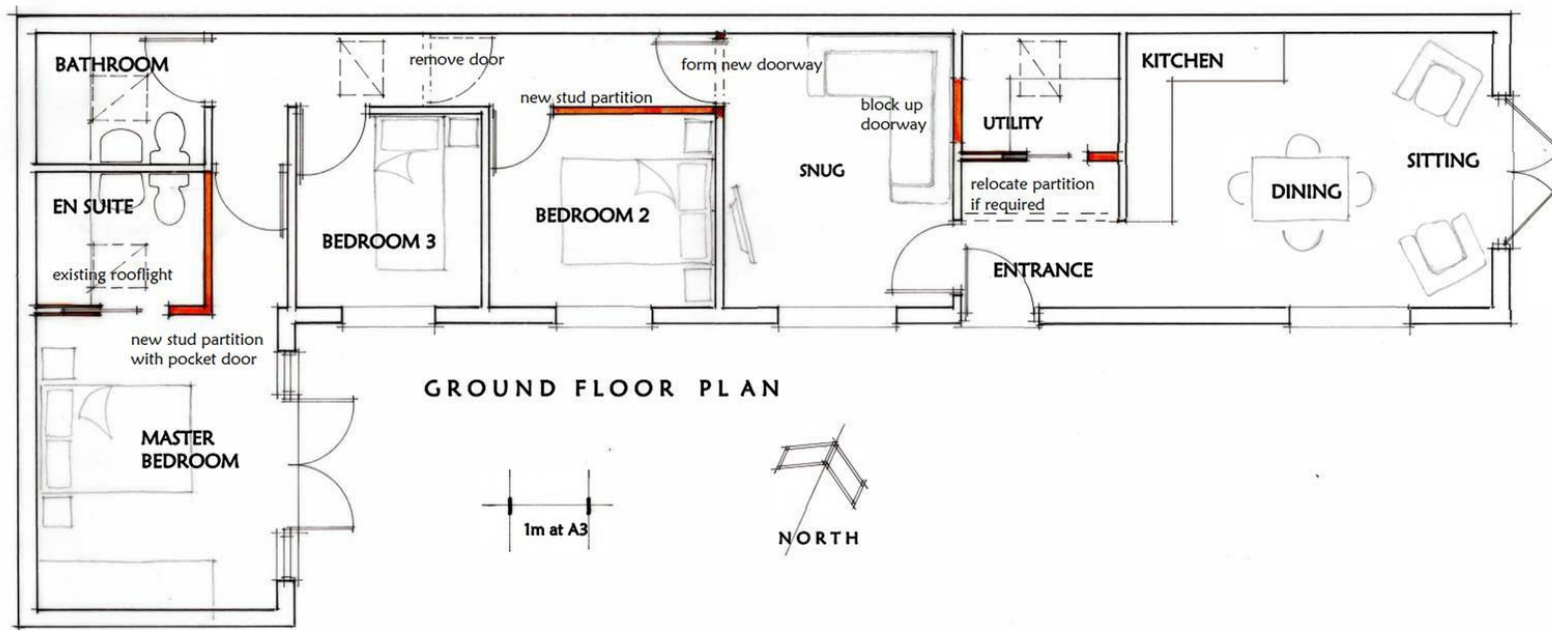 BATHROOM
remove door
form new doorway
KITCHEN
new stud partition
block up
doorway
UTILITY
SNUG
SITTING
EN SUITE
relocate partition
if required
DINING
BEDROOM 2
BEDROOM 3
existing rooflight
ENTRANCE
new stud partition
with pocket door
GROUND FLOOR PLAN
MASTER
BEDROOM
1m at A3
NORTH